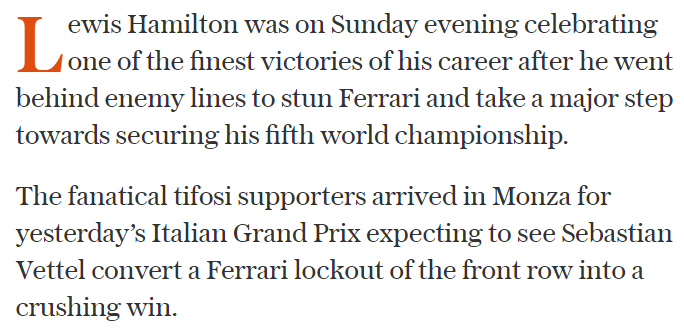 Lewis Hamilton was on Sunday evening celebrating
one of the finest victories of his career after he went
behind enemy lines to stun Ferrari and take a major step
towards securing his fifth world championship.
The fanatical tifosi supporters arrived in Monza for
yesterday’s Italian Grand Prix expecting to see Sebastian
Vettel convert a Ferrari lockout of the front row into a
crushing win.